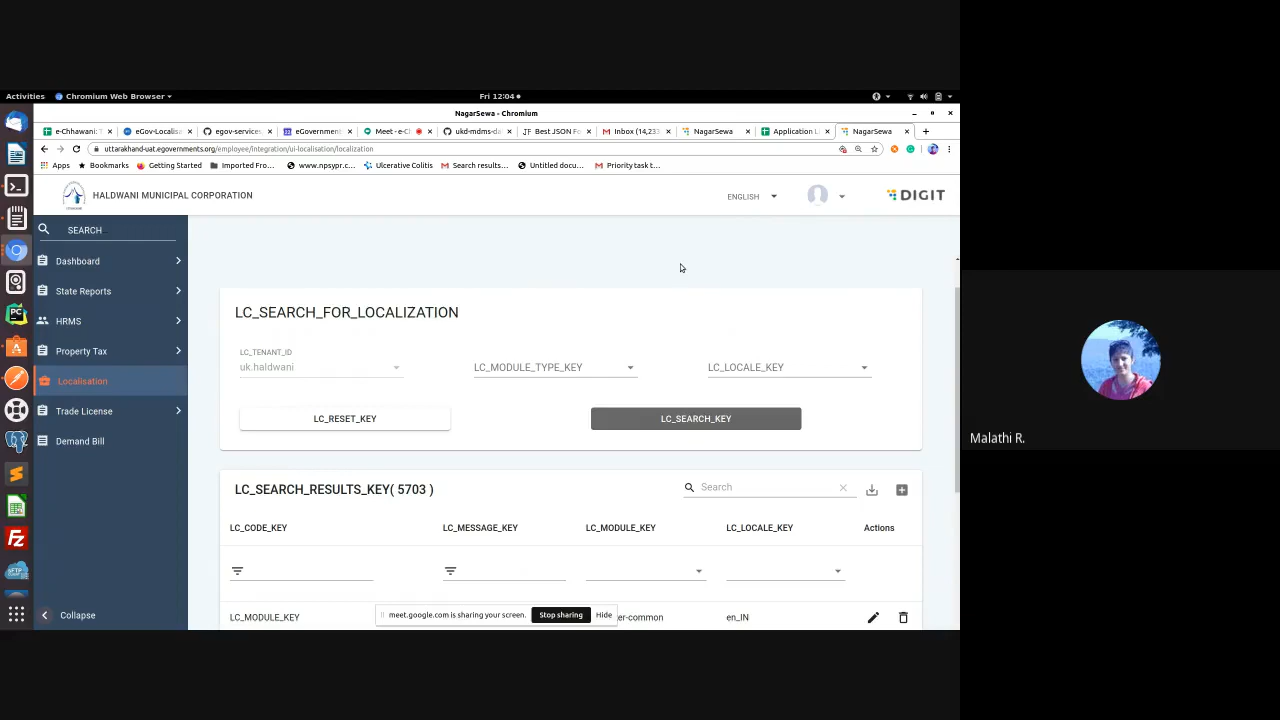 Activities
Chromium Web Browser
Fri 12:04
NagarSewa - Chromium
e-Chhawani: T
eGov-Localisa
egov-services
eGovernment
Meet - e-C
ukd-mdms-da
Best JSON Fo
Inbox (14,233
NagarSewa
Application L
NagarSewa
uttarakhand-uat.egovernments.org/employee/integration/ui-localisation/localization
Apps
Bookmarks
Getting Started
Imported Fro...
www.npsypr.c...
Ulcerative Colitis
Search results...
Untitled docu...
Priority task t...
HALDWANI MUNICIPAL CORPORATION
ENGLISH
DIGIT
SEARCH
Dashboard
State Reports
HRMS
Property Tax
Localisation
Trade License
Demand Bill
Collapse
LC_SEARCH_FOR_LOCALIZATION
LC_TENANT_ID
uk.haldwani
LC_MODULE_TYPE_KEY
LC_LOCALE_KEY
LC_RESET_KEY
LC_SEARCH_KEY
LC_SEARCH_RESULTS_KEY( 5703 )
Search
LC_CODE_KEY
LC_MESSAGE_KEY
LC_MODULE_KEY
LC_LOCALE_KEY
Actions
LC_MODULE_KEY
er-common
en_IN
meet.google.com is sharing your screen.
Stop sharing
Hide
Malathi R.